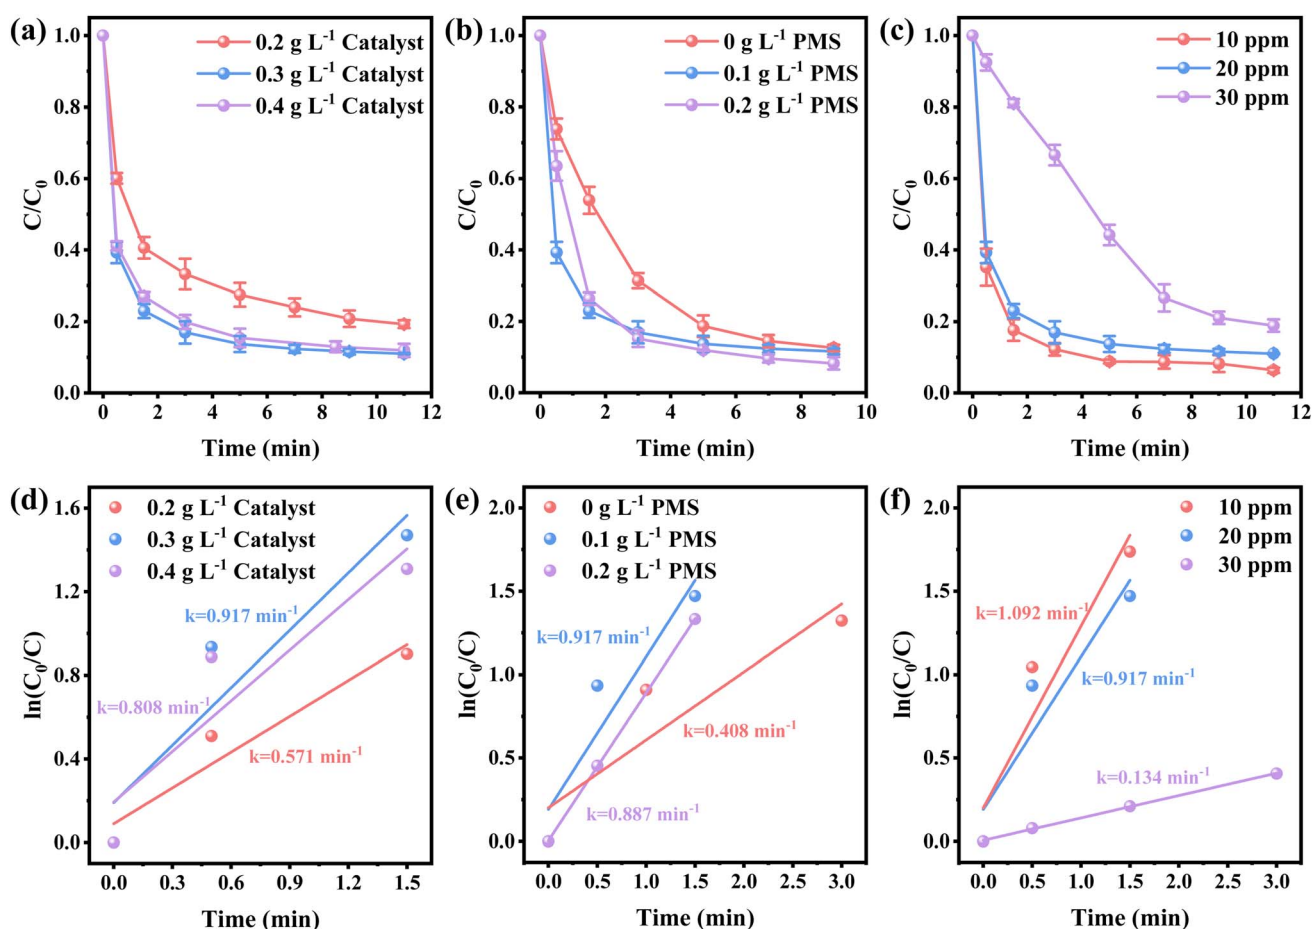 (a)
0.2 g L⁻¹ Catalyst
0.3 g L⁻¹ Catalyst
0.4 g L⁻¹ Catalyst
C/C₀
1.0
0.8
0.6
0.4
0.2
0.0
0 2 4 6 8 10 12
Time (min)
(b)
0 g L⁻¹ PMS
0.1 g L⁻¹ PMS
0.2 g L⁻¹ PMS
C/C₀
1.0
0.8
0.6
0.4
0.2
0.0
0 2 4 6 8 10
Time (min)
(c)
10 ppm
20 ppm
30 ppm
C/C₀
1.0
0.8
0.6
0.4
0.2
0.0
0 2 4 6 8 10 12
Time (min)
(d)
0.2 g L⁻¹ Catalyst
0.3 g L⁻¹ Catalyst
0.4 g L⁻¹ Catalyst
k=0.917 min⁻¹
k=0.808 min⁻¹
k=0.571 min⁻¹
ln(C₀/C)
1.6
1.2
0.8
0.4
0.0
0.0 0.3 0.6 0.9 1.2 1.5
Time (min)
(e)
0 g L⁻¹ PMS
0.1 g L⁻¹ PMS
0.2 g L⁻¹ PMS
k=0.917 min⁻¹
k=0.408 min⁻¹
k=0.887 min⁻¹
ln(C₀/C)
2.0
1.5
1.0
0.5
0.0
0.0 0.5 1.0 1.5 2.0 2.5 3.0
Time (min)
(f)
10 ppm
20 ppm
30 ppm
k=1.092 min⁻¹
k=0.917 min⁻¹
k=0.134 min⁻¹
ln(C₀/C)
2.0
1.5
1.0
0.5
0.0
0.0 0.5 1.0 1.5 2.0 2.5 3.0
Time (min)